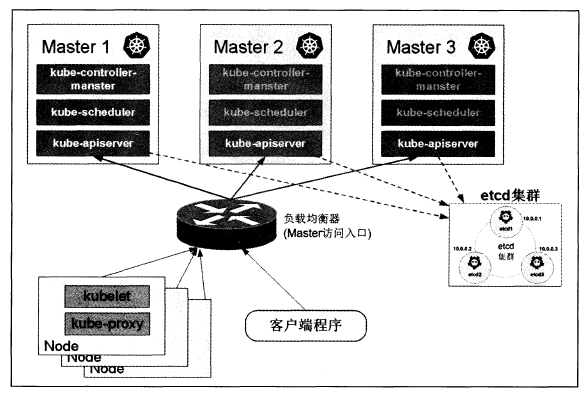 Master 1
Master 2
Master 3
kube-controller-
manster
kube-controller-
manster
kube-controller-
manster
kube-scheduler
kube-scheduler
kube-scheduler
kube-apiserver
kube-apiserver
kube-apiserver
etcd集群
负载均衡器
(Master访问入口)
10.0.0.1
etcd1
10.0.0.2
etcd
集群
10.0.0.3
etcd2
etcd3
kubelet
kube-proxy
Node
Node
Node
客户端程序